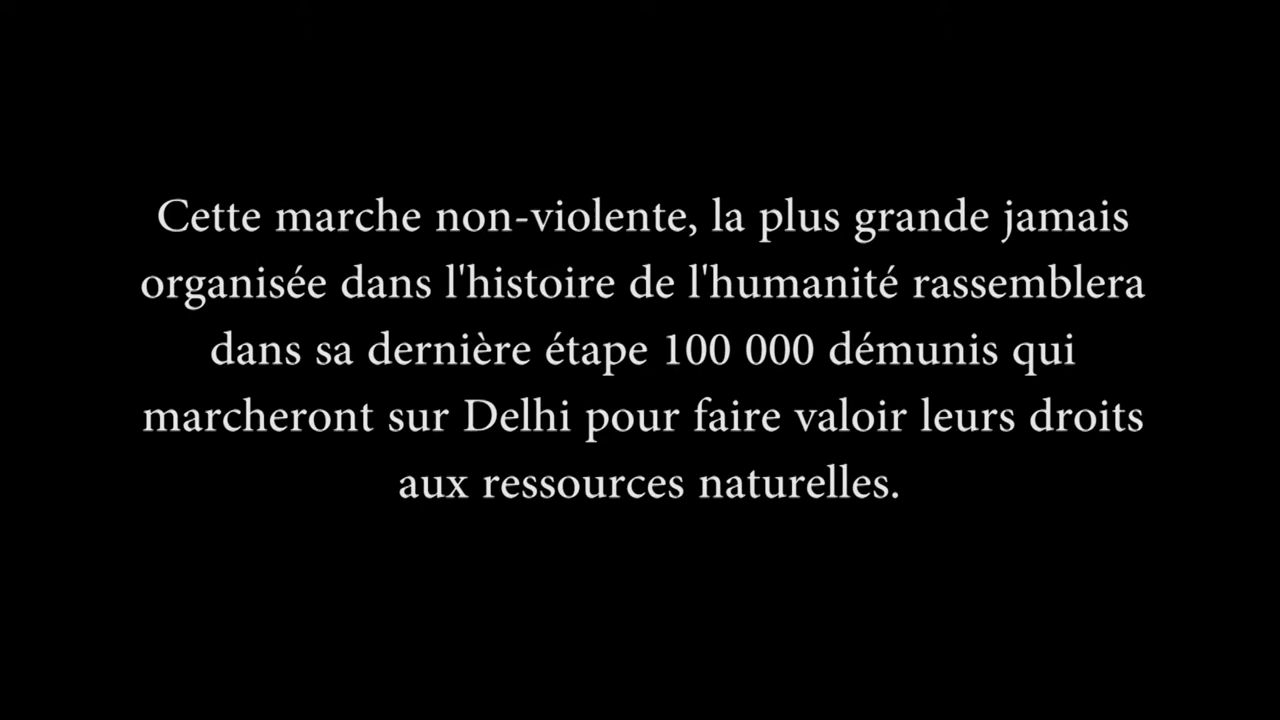 Cette marche non-violente, la plus grande jamais
organisée dans l'histoire de l'humanité rassemblera
dans sa dernière étape 100 000 démunis qui
marcheront sur Delhi pour faire valoir leurs droits
aux ressources naturelles.